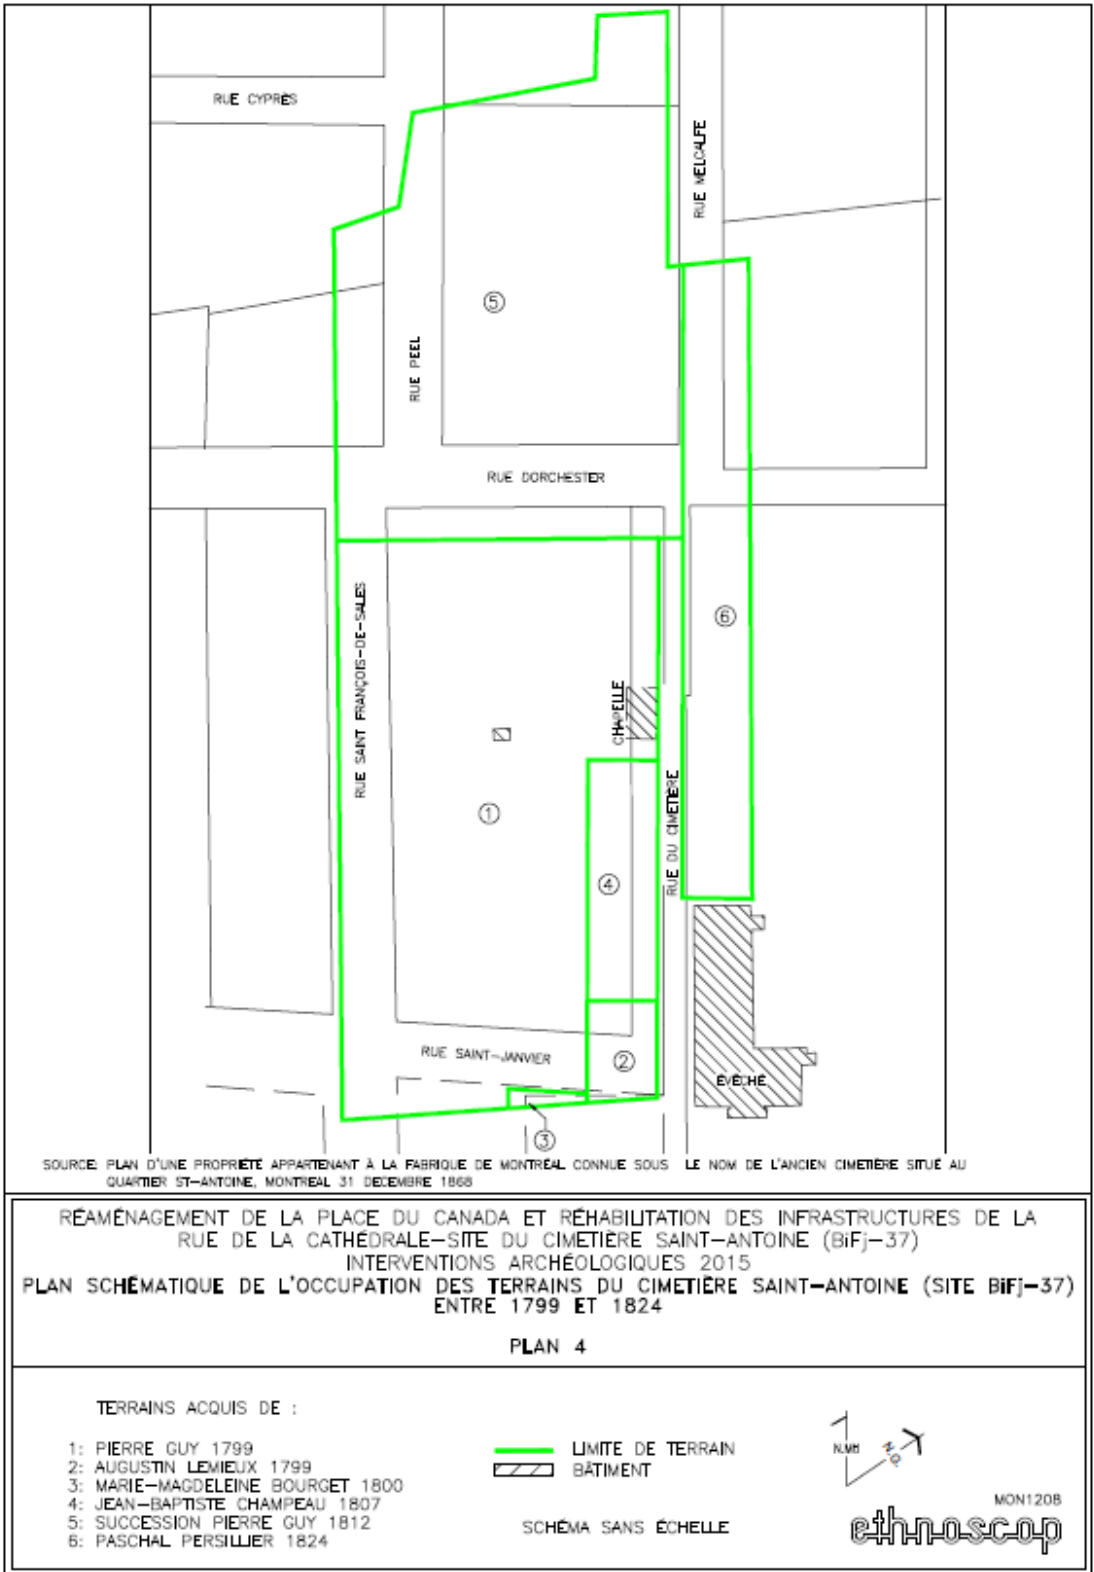 RUE CYPRÈS
RUE MELCALFE
5
RUE PEEL
RUE DORCHESTER
RUE SAINT FRANÇOIS-DE-SALES
6
CHAPELLE
1
RUE DU CIMETIÈRE
4
RUE SAINT-JANVIER
2
ÉVÊCHÉ
3
SOURCE: PLAN D'UNE PROPRIÉTÉ APPARTENANT À LA FABRIQUE DE MONTRÉAL CONNUE SOUS LE NOM DE L'ANCIEN CIMETIÈRE SITUÉ AU
QUARTIER ST-ANTOINE, MONTREAL 31 DECEMBRE 1868
RÉAMÉNAGEMENT DE LA PLACE DU CANADA ET RÉHABILITATION DES INFRASTRUCTURES DE LA
RUE DE LA CATHÉDRALE-SITE DU CIMETIÈRE SAINT-ANTOINE (BiFj-37)
INTERVENTIONS ARCHÉOLOGIQUES 2015
PLAN SCHÉMATIQUE DE L'OCCUPATION DES TERRAINS DU CIMETIÈRE SAINT-ANTOINE (SITE BiFj-37)
ENTRE 1799 ET 1824
PLAN 4
TERRAINS ACQUIS DE :
1: PIERRE GUY 1799
2: AUGUSTIN LEMIEUX 1799
3: MARIE-MAGDELEINE BOURGET 1800
4: JEAN-BAPTISTE CHAMPEAU 1807
5: SUCCESSION PIERRE GUY 1812
6: PASCHAL PERSILLIER 1824
LIMITE DE TERRAIN
BÂTIMENT
SCHÉMA SANS ÉCHELLE
N.Mtl
N.G.
MON1208
ethnoscop